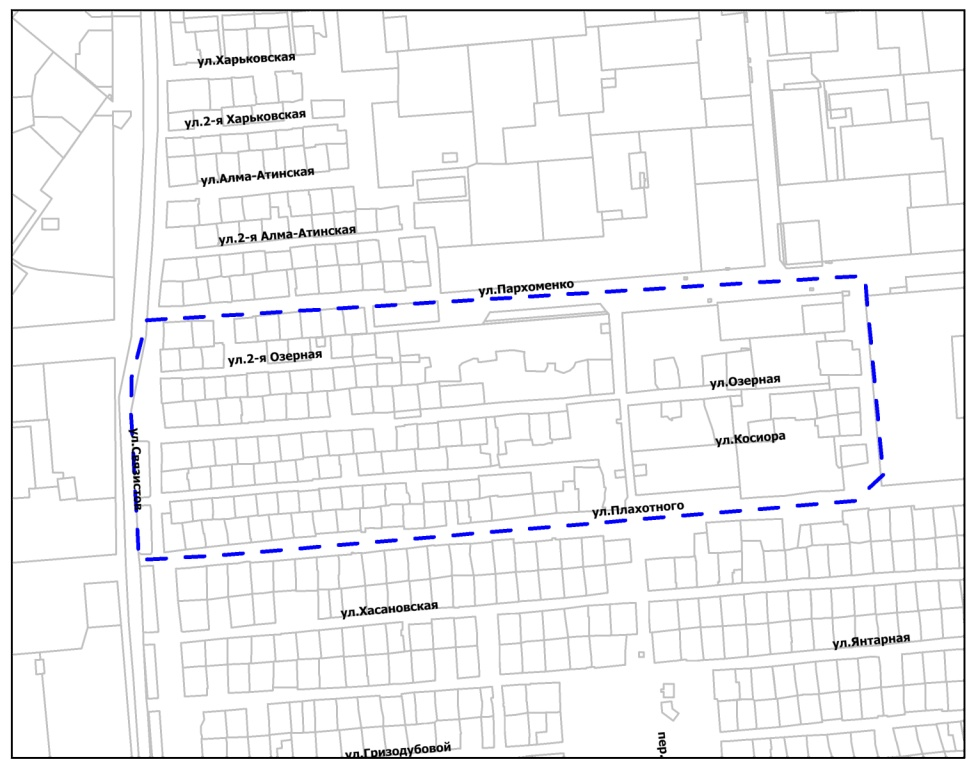 ул.Харьковская
ул.2-я Харьковская
ул.Алма-Атинская
ул.2-я Алма-Атинская
ул.Пархоменко
ул.2-я Озерная
ул.Озерная
ул.Связистов
ул.Косиора
ул.Плахотного
ул.Хасановская
ул.Янтарная
ул.Гризодубовой
пер.